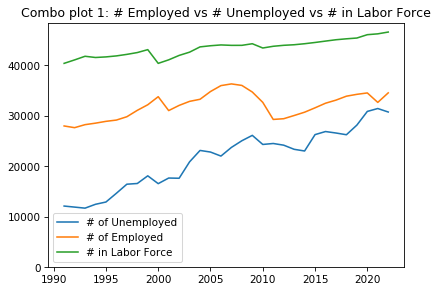 Combo plot 1: # Employed vs # Unemployed vs # in Labor Force
40000
30000
20000
10000
0
# of Unemployed
# of Employed
# in Labor Force
1990 1995 2000 2005 2010 2015 2020